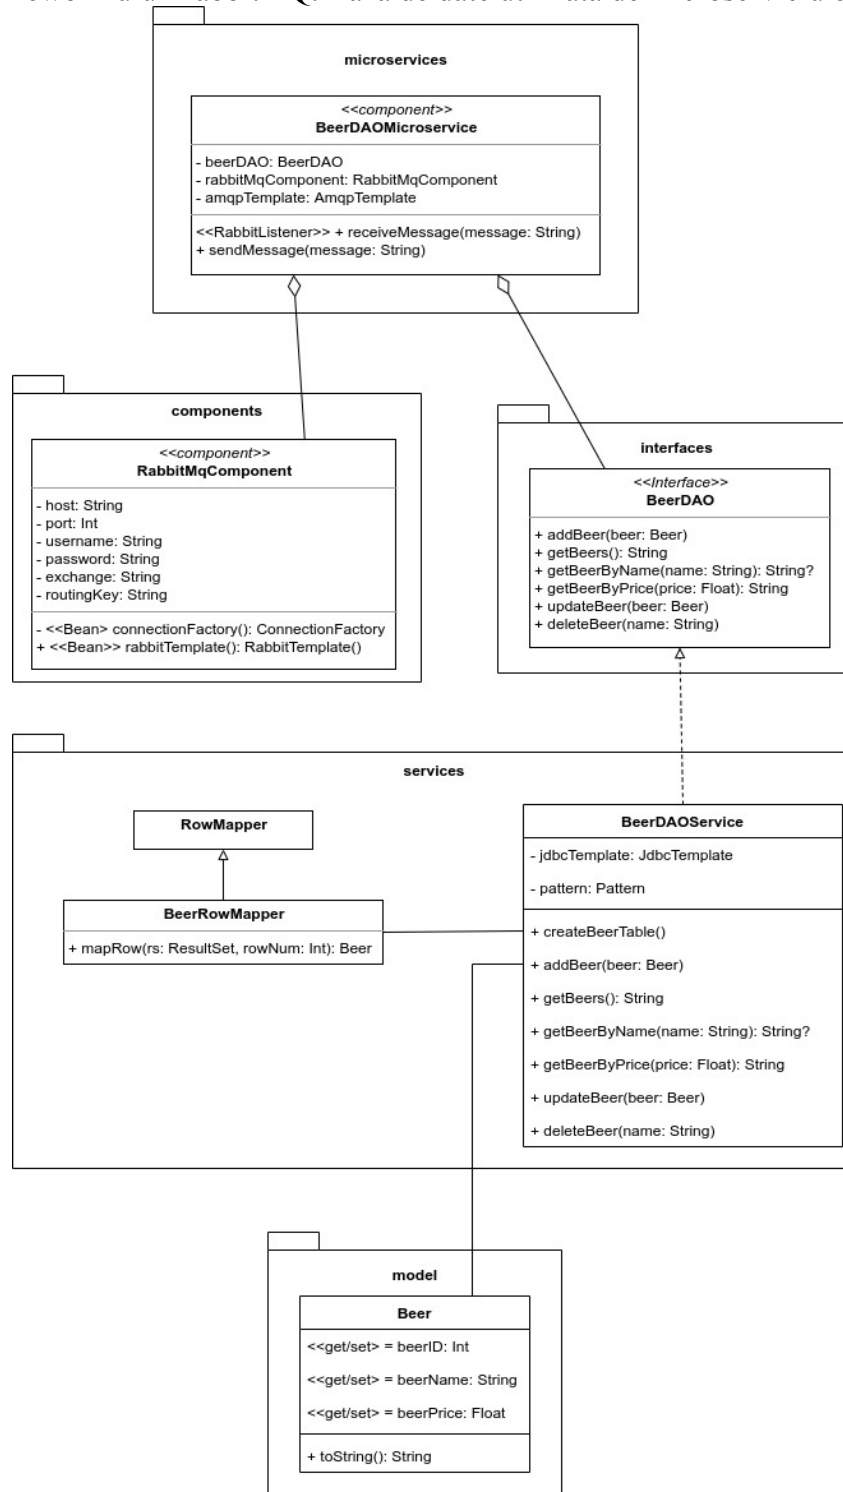 microservices
<<component>>
BeerDAOMicroservice
- beerDAO: BeerDAO
- rabbitMqComponent: RabbitMqComponent
- amqpTemplate: AmqpTemplate
<<RabbitListener>> + receiveMessage(message: String)
+ sendMessage(message: String)
components
<<component>>
RabbitMqComponent
- host: String
- port: Int
- username: String
- password: String
- exchange: String
- routingKey: String
- <<Bean> connectionFactory(): ConnectionFactory
+ <<Bean>> rabbitTemplate(): RabbitTemplate()
interfaces
<<Interface>>
BeerDAO
+ addBeer(beer: Beer)
+ getBeers(): String
+ getBeerByName(name: String): String?
+ getBeerByPrice(price: Float): String
+ updateBeer(beer: Beer)
+ deleteBeer(name: String)
services
RowMapper
BeerRowMapper
+ mapRow(rs: ResultSet, rowNum: Int): Beer
BeerDAOService
- jdbcTemplate: JdbcTemplate
- pattern: Pattern
+ createBeerTable()
+ addBeer(beer: Beer)
+ getBeers(): String
+ getBeerByName(name: String): String?
+ getBeerByPrice(price: Float): String
+ updateBeer(beer: Beer)
+ deleteBeer(name: String)
model
Beer
<<get/set> = beerID: Int
<<get/set> = beerName: String
<<get/set> = beerPrice: Float
+ toString(): String